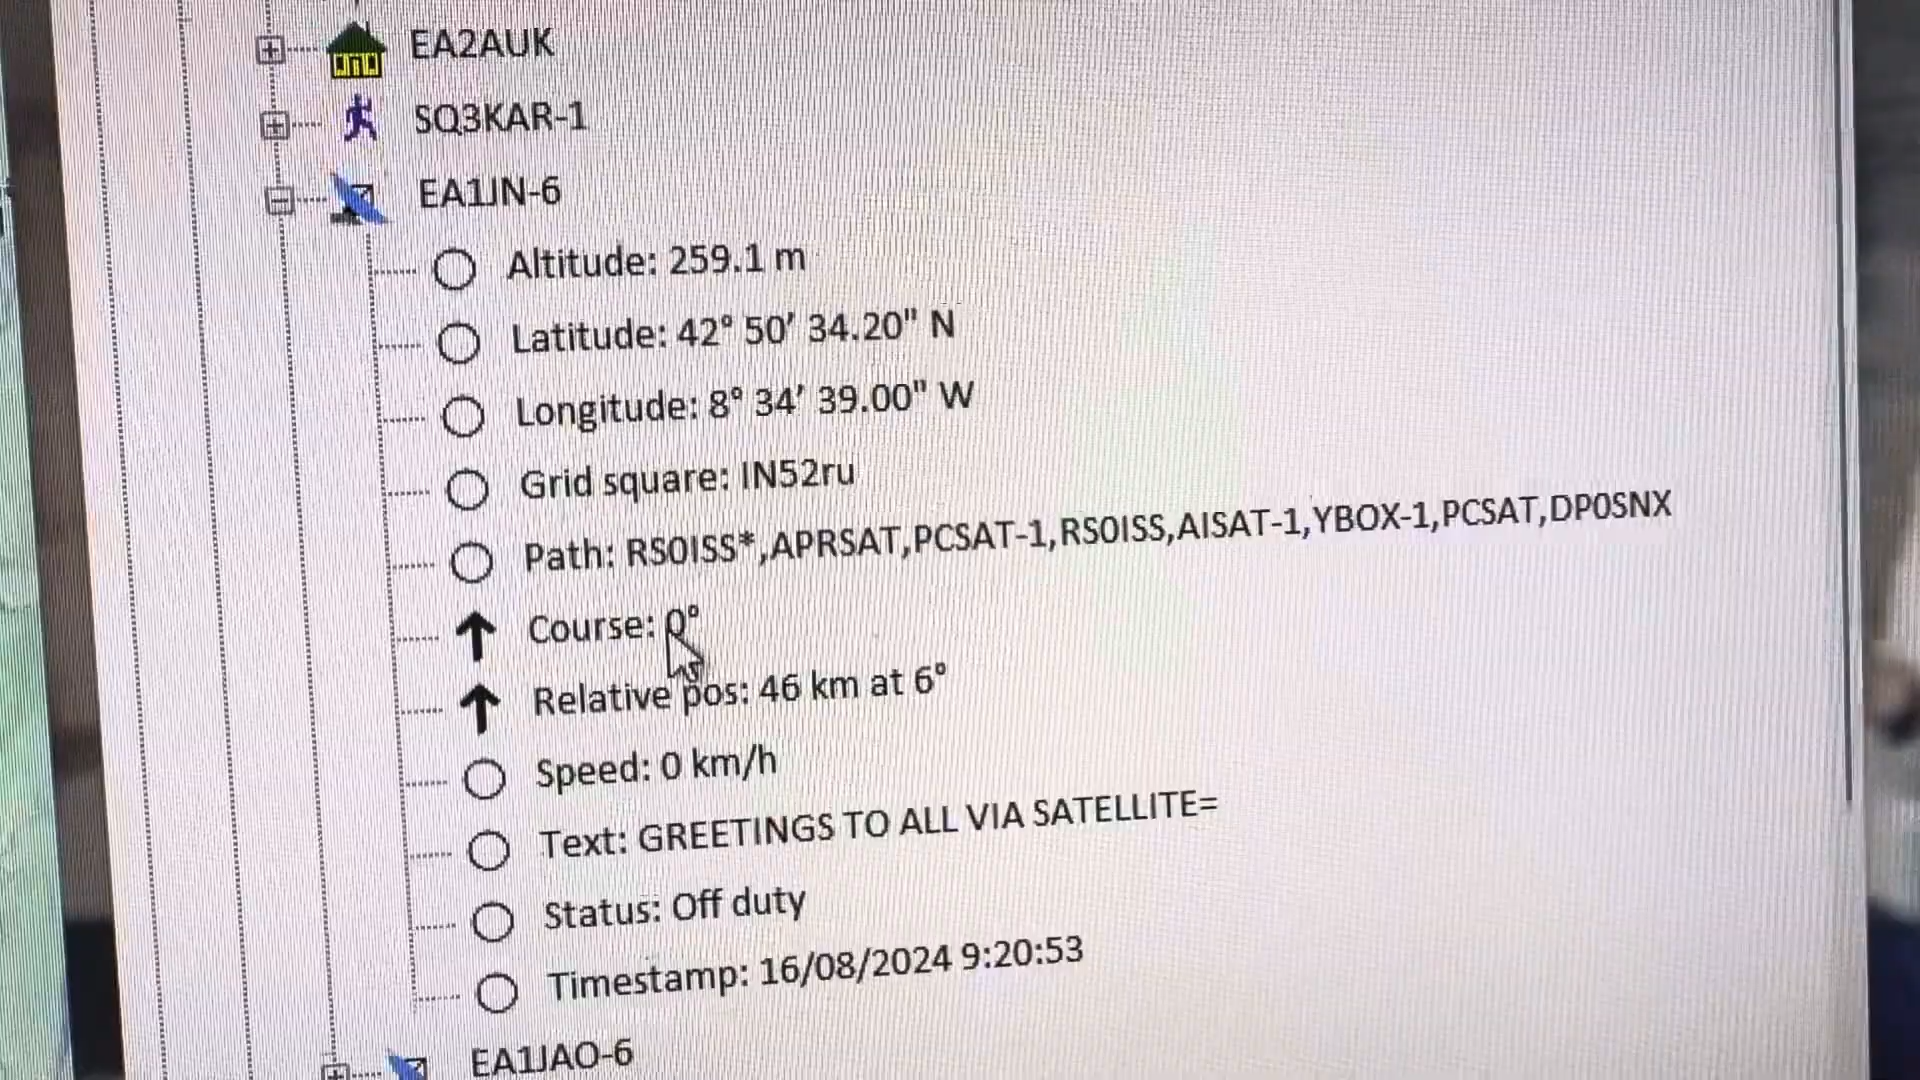 EA2AUK
SQ3KAR-1
EA1JN-6
Altitude: 259.1 m
Latitude: 42° 50' 34.20" N
Longitude: 8° 34' 39.00" W
Grid square: IN52ru
Path: RS0ISS*,APRSAT,PCSAT-1,RS0ISS,AISAT-1,YBOX-1,PCSAT,DP0SNX
Course: 0°
Relative pos: 46 km at 6°
Speed: 0 km/h
Text: GREETINGS TO ALL VIA SATELLITE=
Status: Off duty
Timestamp: 16/08/2024 9:20:53
EA1JAO-6